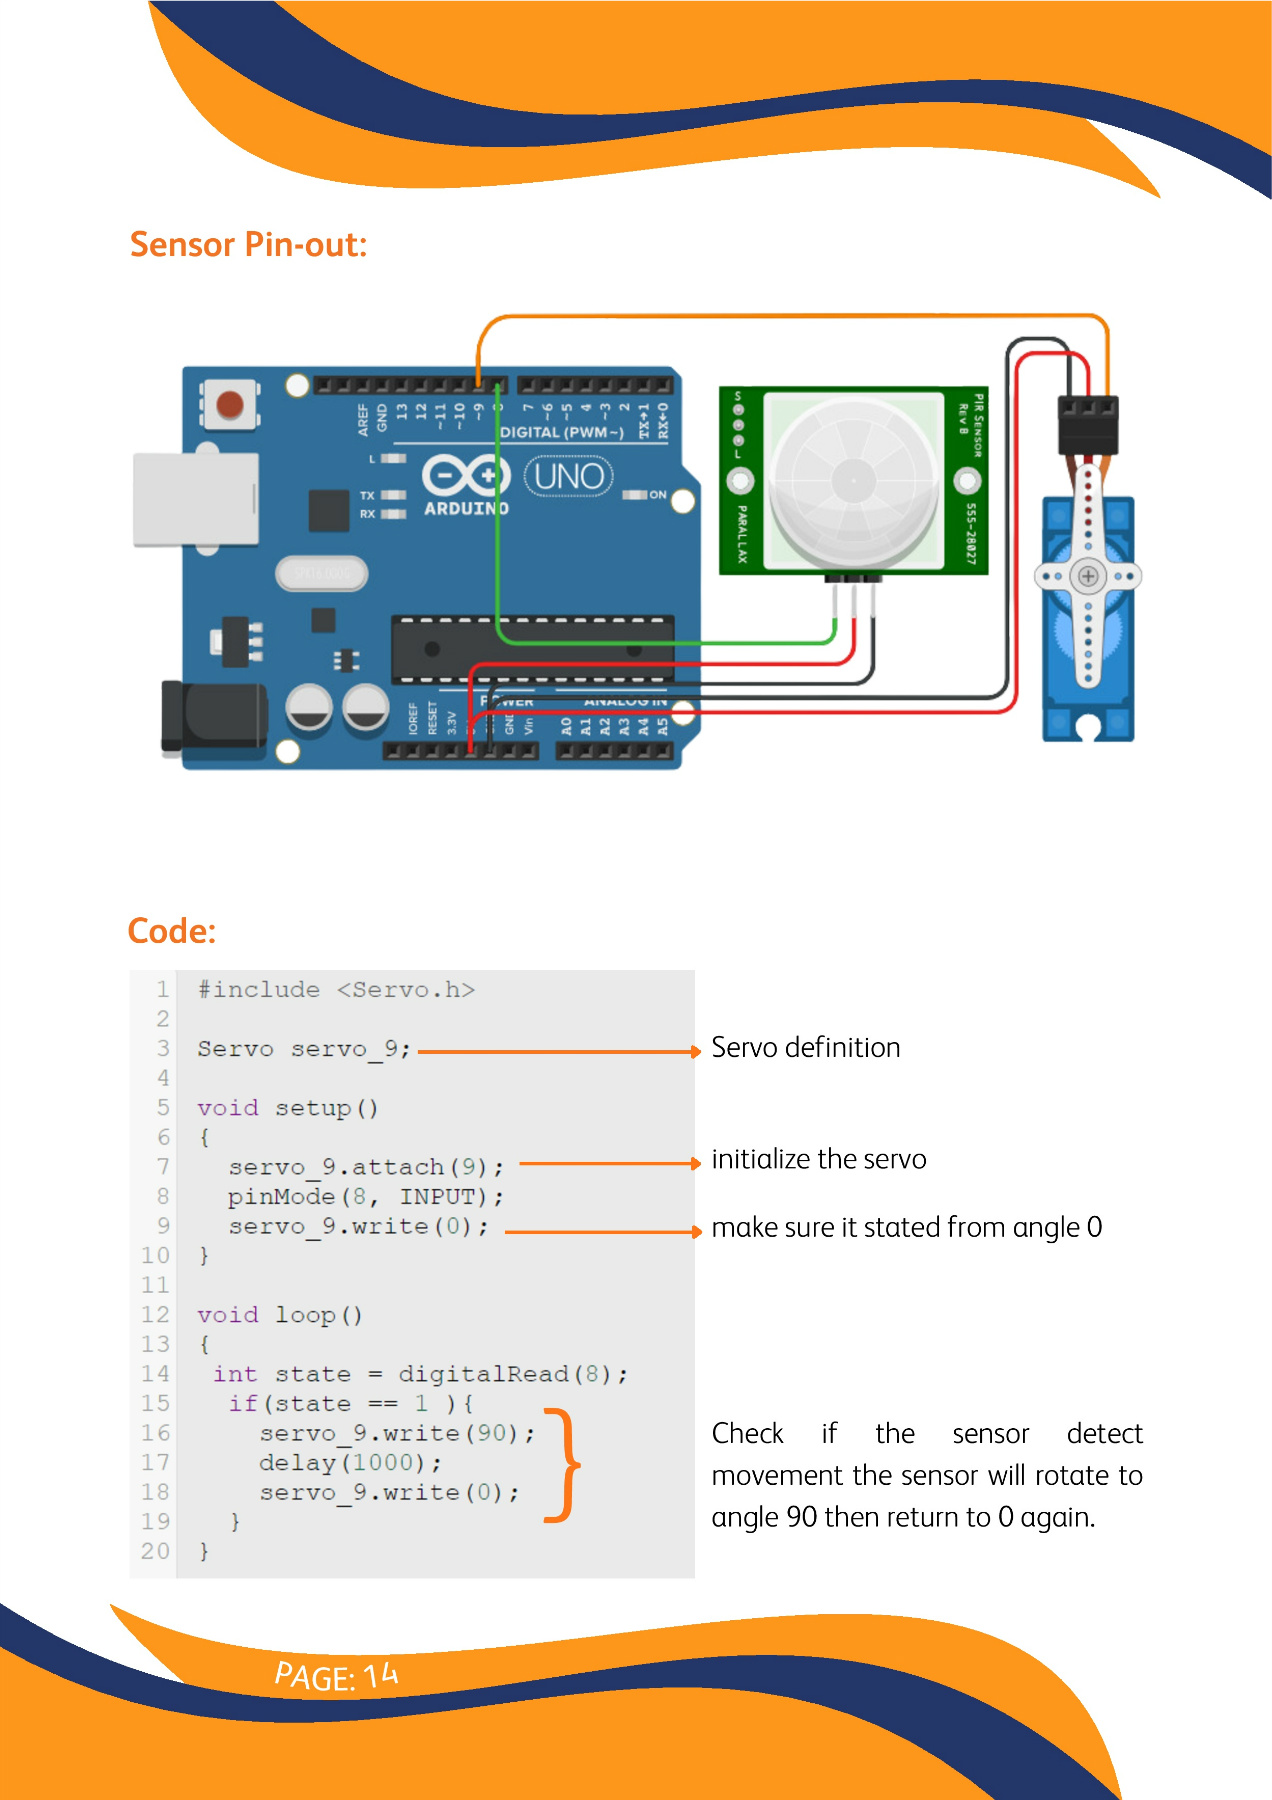 Sensor Pin-out:
AREF
GND
13
12
~11
~10
~9
8
7
~6
~5
4
~3
2
TX→1
RX←0
DIGITAL (PWM~)
L
TX
RX
ARDUINO
UNO
ON
IOREF
RESET
3.3V
GND
Vin
POWER
ANALOG IN
A0
A1
A2
A3
A4
A5
S
L
PIR SENSOR
REV B
PARALLAX
555-28027
Code:
1 #include <Servo.h>
2
3 Servo servo_9;
Servo definition
4
5 void setup()
6 {
7 servo_9.attach(9);
initialize the servo
8 pinMode(8, INPUT);
9 servo_9.write(0);
make sure it stated from angle 0
10 }
11
12 void loop()
13 {
14 int state = digitalRead(8);
15 if(state == 1 ){
16 servo_9.write(90);
17 delay(1000);
18 servo_9.write(0);
19 }
20 }
Check if the sensor detect
movement the sensor will rotate to
angle 90 then return to 0 again.
PAGE: 14